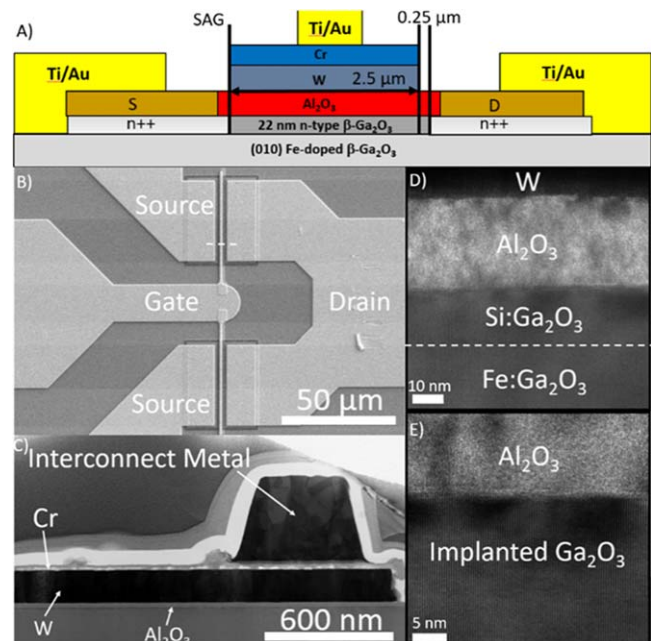 A)
SAG
0.25 µm
Ti/Au
Cr
Ti/Au
W
2.5 µm
S
Al₂O₃
D
n++
22 nm n-type β-Ga₂O₃
n++
(010) Fe-doped β-Ga₂O₃
B)
Source
Gate
Drain
Source
50 µm
C)
Interconnect Metal
Cr
W
Al₂O₃
600 nm
D)
W
Al₂O₃
Si:Ga₂O₃
Fe:Ga₂O₃
10 nm
E)
Al₂O₃
Implanted Ga₂O₃
5 nm